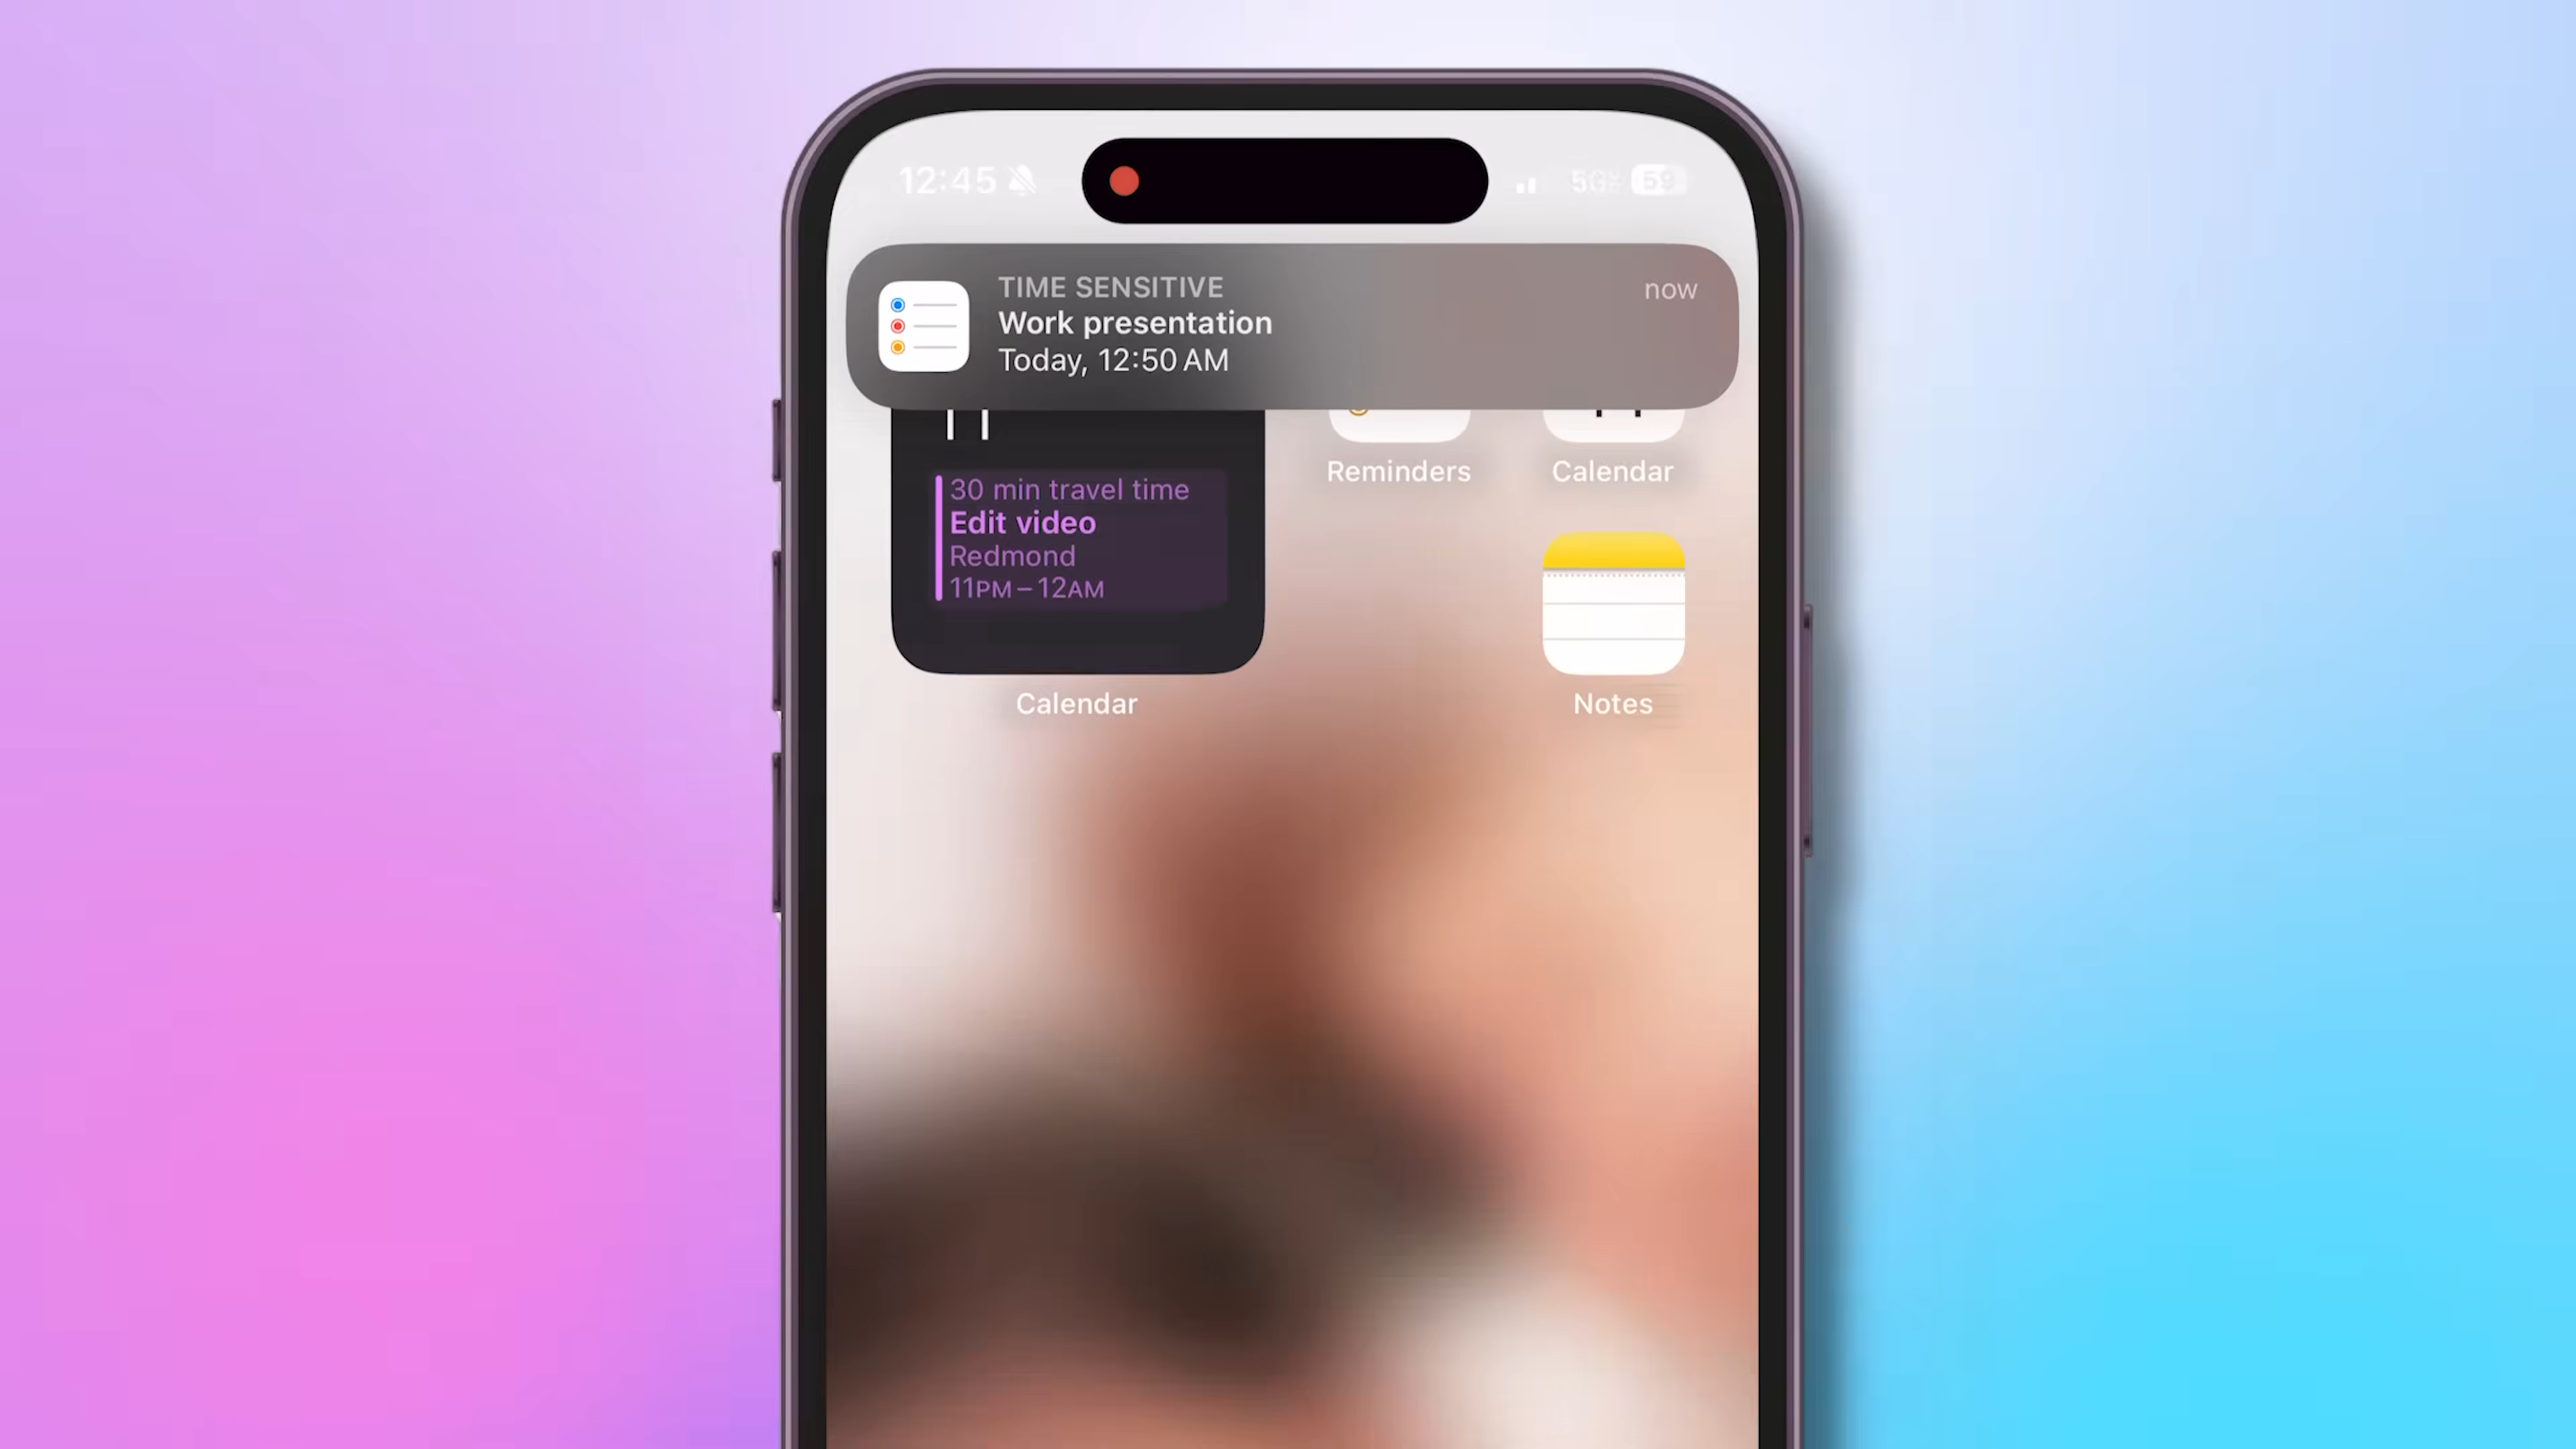 12:45
59
TIME SENSITIVE
now
Work presentation
Today, 12:50 AM
30 min travel time
Edit video
Redmond
11PM – 12AM
Reminders
Calendar
Calendar
Notes